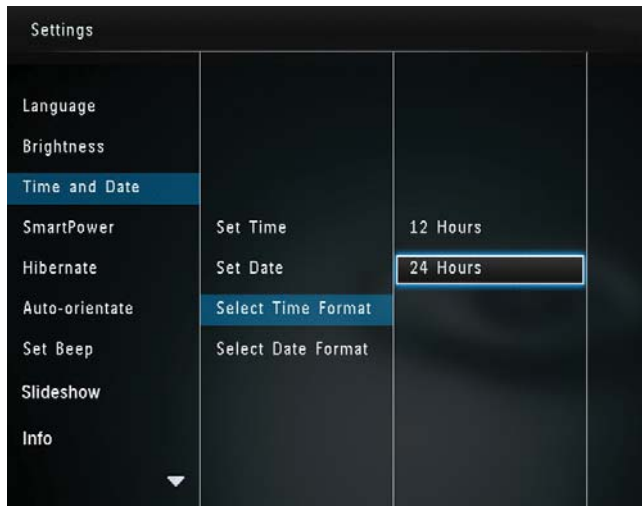 Settings
Language
Brightness
Time and Date
SmartPower
Hibernate
Auto-orientate
Set Beep
Slideshow
Info
Set Time
Set Date
Select Time Format
Select Date Format
12 Hours
24 Hours